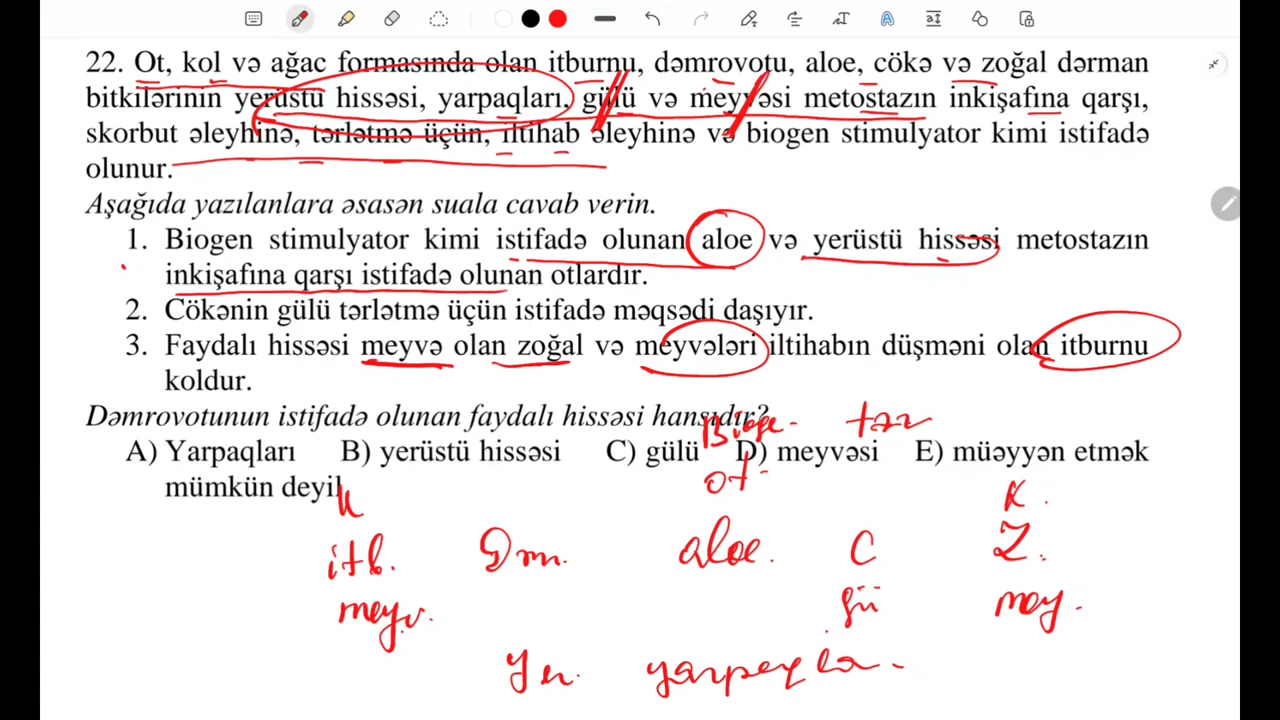 22. Ot, kol və ağac formasında olan itburnu, dəmrovotu, aloe, cökə və zoğal dərman
bitkilərinin yerüstü hissəsi, yarpaqları, gülü və meyvəsi metostazın inkişafına qarşı,
skorbut əleyhinə, tərlətmə üçün, iltihab əleyhinə və biogen stimulyator kimi istifadə
olunur.
Aşağıda yazılanlara əsasən suala cavab verin.
1. Biogen stimulyator kimi istifadə olunan aloe və yerüstü hissəsi metostazın
inkişafına qarşı istifadə olunan otlardır.
2. Cökənin gülü tərlətmə üçün istifadə məqsədi daşıyır.
3. Faydalı hissəsi meyvə olan zoğal və meyvələri iltihabın düşməni olan itburnu
koldur.
Dəmrovotunun istifadə olunan faydalı hissəsi hansıdır?
Bioge- tər
A) Yarpaqları B) yerüstü hissəsi C) gülü D) meyvəsi E) müəyyən etmək
mümkün deyil
ot
K K.
itb. Dm. aloe. C Z.
meyv. gü mey.
Yer.